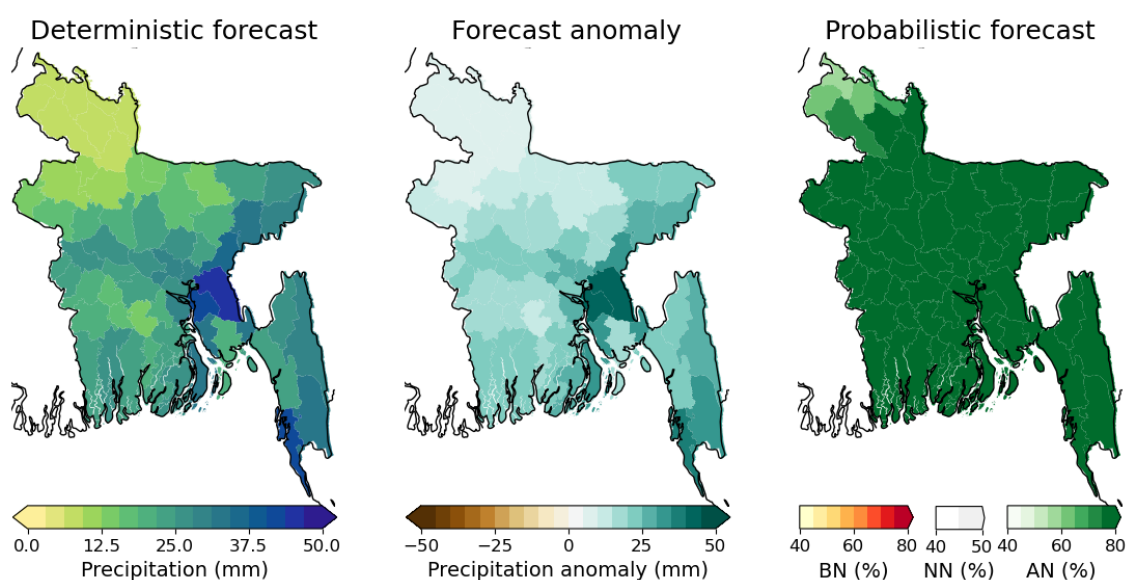 Deterministic forecast
Forecast anomaly
Probabilistic forecast
0.0 12.5 25.0 37.5 50.0
Precipitation (mm)
−50 −25 0 25 50
Precipitation anomaly (mm)
40 60 80
BN (%)
40 50
NN (%)
40 60 80
AN (%)